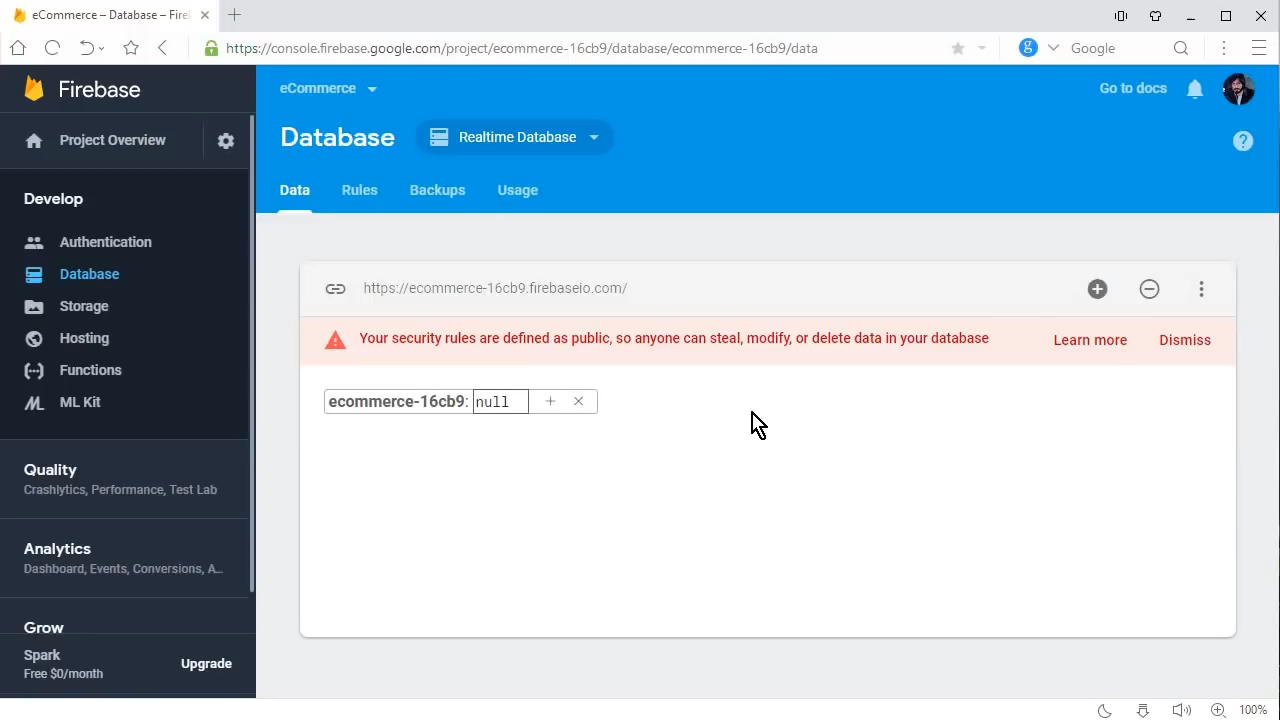 eCommerce – Database – Fire
https://console.firebase.google.com/project/ecommerce-16cb9/database/ecommerce-16cb9/data
g
Google
Firebase
Project Overview
Develop
Authentication
Database
Storage
Hosting
Functions
ML Kit
Quality
Crashlytics, Performance, Test Lab
Analytics
Dashboard, Events, Conversions, A...
Grow
Spark
Free $0/month
Upgrade
eCommerce
Go to docs
Database
Realtime Database
?
Data
Rules
Backups
Usage
https://ecommerce-16cb9.firebaseio.com/
Your security rules are defined as public, so anyone can steal, modify, or delete data in your database
Learn more
Dismiss
ecommerce-16cb9: null
100%